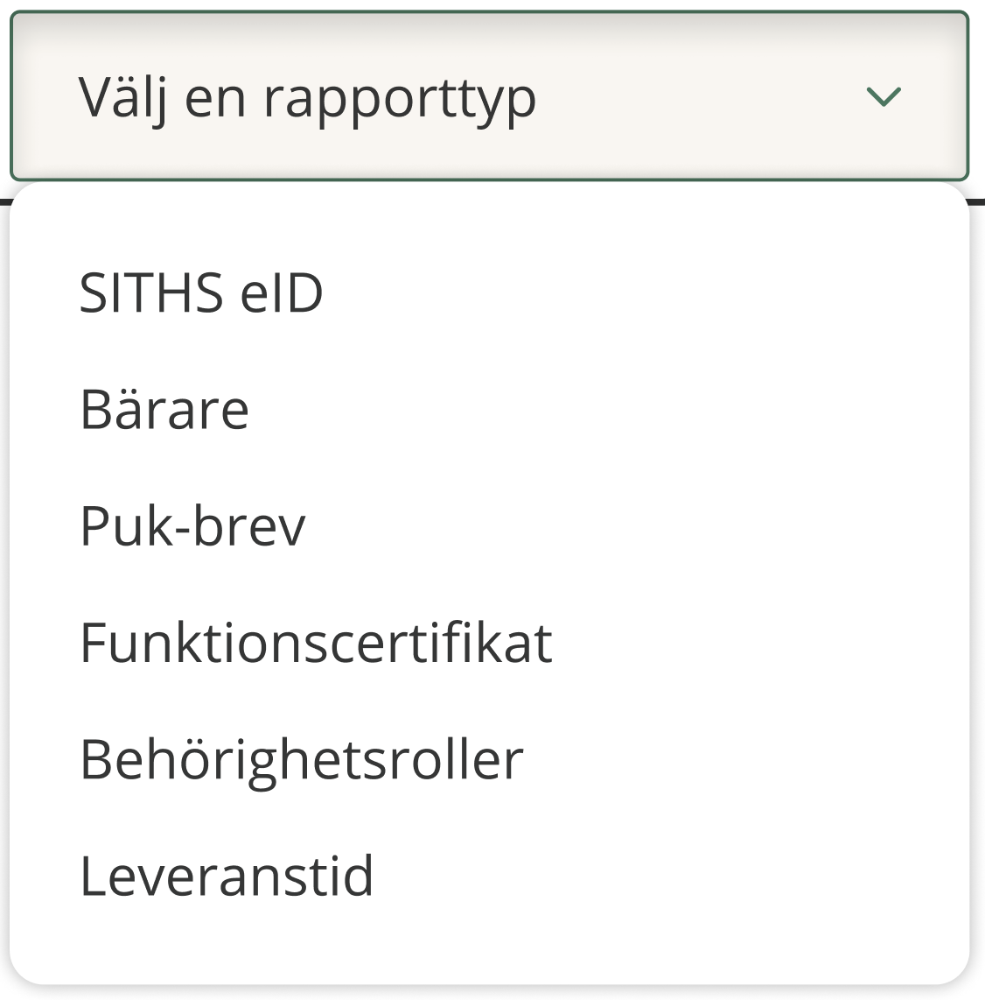 Välj en rapporttyp
SITHS eID
Bärare
Puk-brev
Funktionscertifikat
Behörighetsroller
Leveranstid